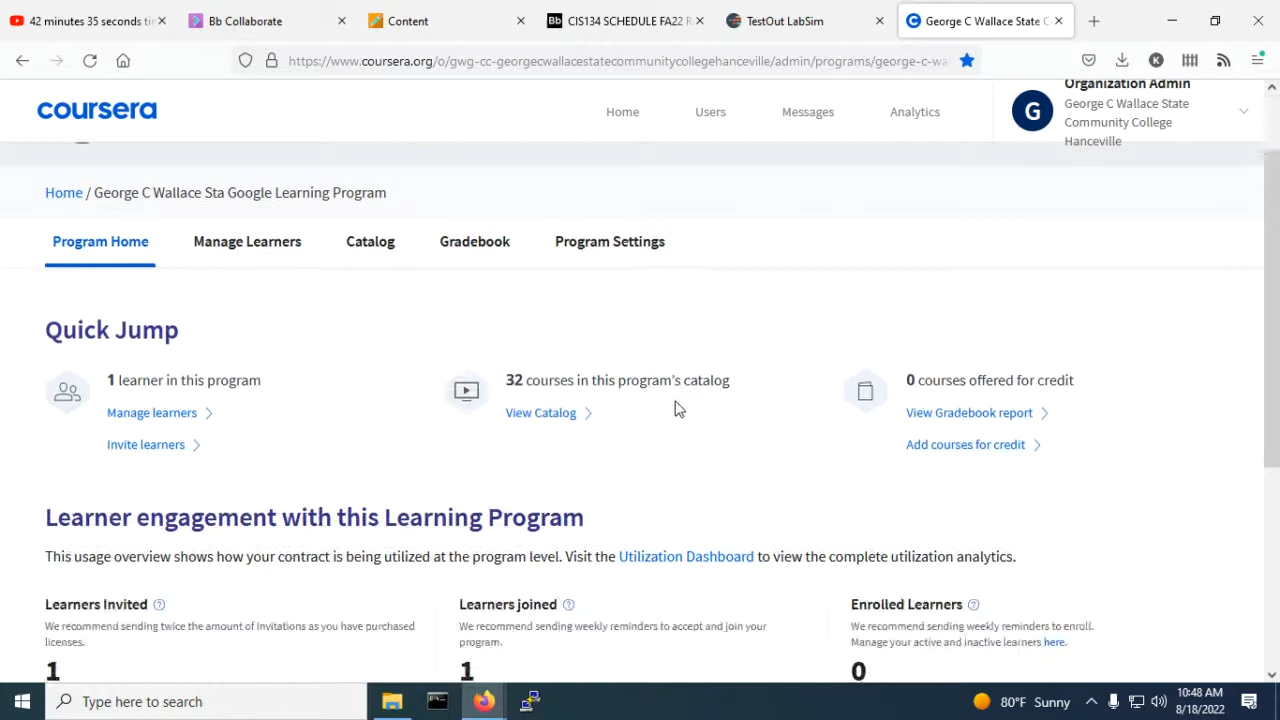 42 minutes 35 seconds ti
Bb Collaborate
Content
Bb
CIS134 SCHEDULE FA22 R
TestOut LabSim
George C Wallace State C
https://www.coursera.org/o/gwg-cc-georgecwallacestatecommunitycollegehanceville/admin/programs/george-c-wa
coursera
Home
Users
Messages
Analytics
G
Organization Admin
George C Wallace State
Community College
Hanceville
Home / George C Wallace Sta Google Learning Program
Program Home
Manage Learners
Catalog
Gradebook
Program Settings
Quick Jump
1 learner in this program
Manage learners
Invite learners
32 courses in this program's catalog
View Catalog
0 courses offered for credit
View Gradebook report
Add courses for credit
Learner engagement with this Learning Program
This usage overview shows how your contract is being utilized at the program level. Visit the Utilization Dashboard to view the complete utilization analytics.
Learners Invited
We recommend sending twice the amount of invitations as you have purchased
licenses.
1
Learners joined
We recommend sending weekly reminders to accept and join your
program.
1
Enrolled Learners
We recommend sending weekly reminders to enroll.
Manage your active and inactive learners here.
0
Type here to search
80°F Sunny
10:48 AM
8/18/2022